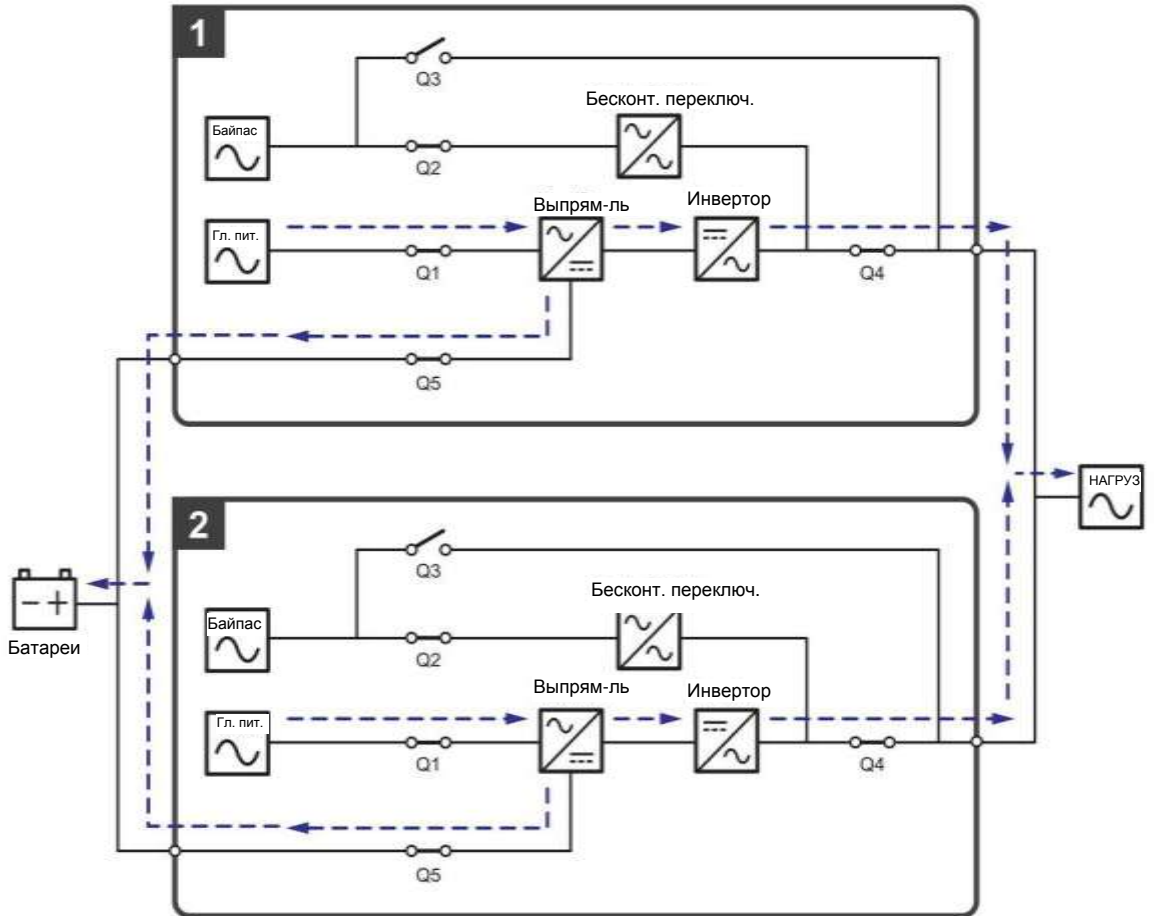 1
Q3
Бесконт. переключ.
Байпас
Q2
Выпрям-ль
Инвертор
Гл. пит.
Q1
Q4
Q5
НАГРУЗ
2
Q3
Бесконт. переключ.
Байпас
Q2
Батареи
Выпрям-ль
Инвертор
Гл. пит.
Q1
Q4
Q5